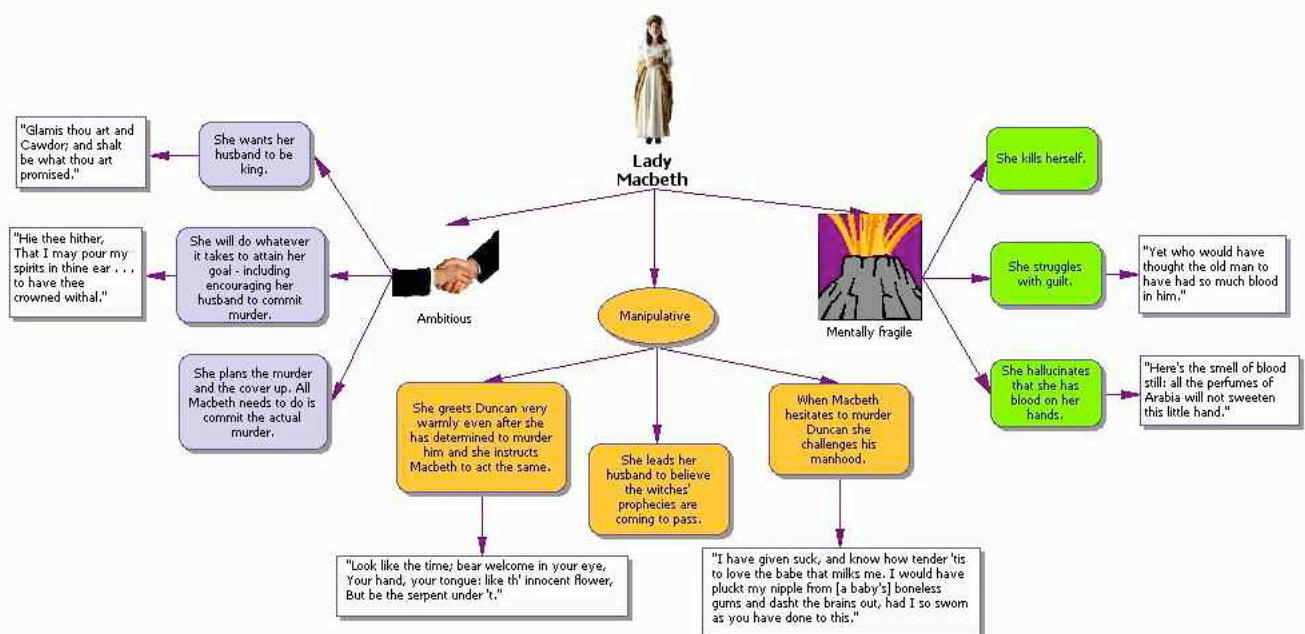 Lady
Macbeth
"Glamis thou art and
Cawdor; and shalt
be what thou art
promised."
She wants her
husband to be
king.
"Hie thee hither,
That I may pour my
spirits in thine ear . . .
to have thee
crowned withal."
She will do whatever
it takes to attain her
goal - including
encouraging her
husband to commit
murder.
She plans the murder
and the cover up. All
Macbeth needs to do is
commit the actual
murder.
Ambitious
Manipulative
She greets Duncan very
warmly even after she
has determined to murder
him and she instructs
Macbeth to act the same.
She leads her
husband to believe
the witches'
prophecies are
coming to pass.
When Macbeth
hesitates to murder
Duncan she
challenges his
manhood.
"Look like the time; bear welcome in your eye,
Your hand, your tongue: like th' innocent flower,
But be the serpent under 't."
"I have given suck, and know how tender 'tis
to love the babe that milks me. I would have
pluckt my nipple from [a baby's] boneless
gums and dasht the brains out, had I so sworn
as you have done to this."
Mentally fragile
She kills herself.
She struggles
with guilt.
"Yet who would have
thought the old man to
have had so much blood
in him."
She hallucinates
that she has
blood on her
hands.
"Here's the smell of blood
still: all the perfumes of
Arabia will not sweeten
this little hand."